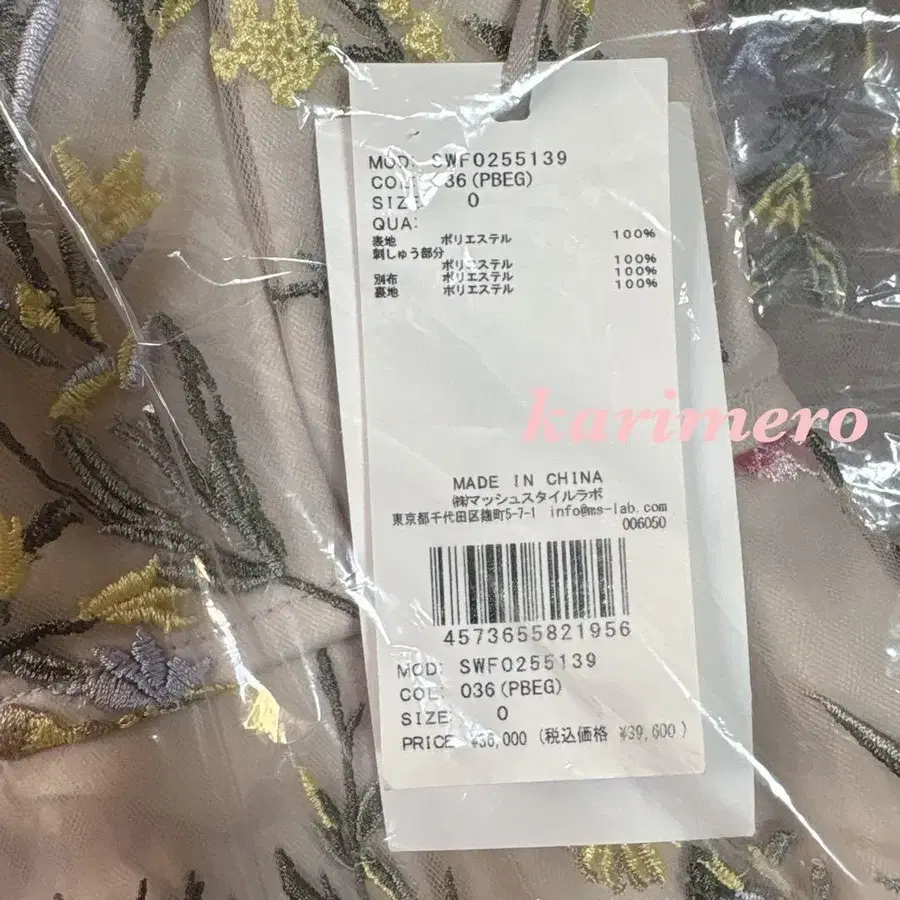 MOD: SWF0255139
COL: 036(PBEG)
SIZE: 0
QUA:
表地 ポリエステル 100%
刺しゅう部分
ポリエステル 100%
別布 ポリエステル 100%
裏地 ポリエステル 100%
karimero
MADE IN CHINA
㈱マッシュスタイルラボ
東京都千代田区麹町5-7-1 info@ms-lab.com
006050
4573655821956
MOD: SWF0255139
COL: 036(PBEG)
SIZE: 0
PRICE ¥36,000 (税込価格 ¥39,600)